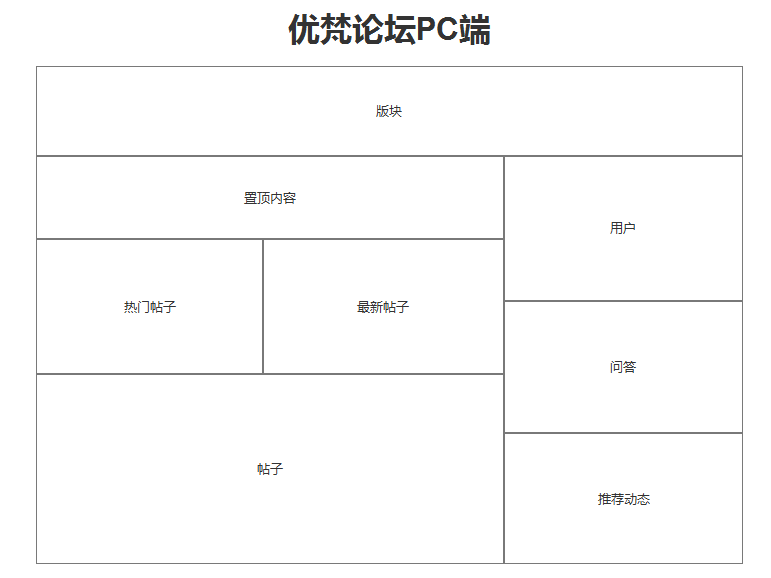 优梵论坛PC端
版块
置顶内容
用户
热门帖子
最新帖子
问答
帖子
推荐动态